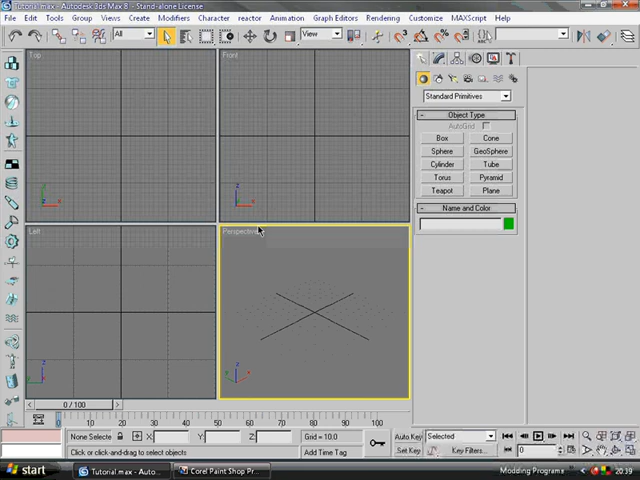 Tutorial.max - Autodesk 3ds Max 8 - Stand-alone License
Edit Tools Group Views Create Modifiers Character reactor Animation Graph Editors Rendering Customize MAXScript Help
All View
Top Front
Standard Primitives
Object Type
AutoGrid
Box Cone
Sphere GeoSphere
Cylinder Tube
Torus Pyramid
Teapot Plane
Name and Color
Left Perspective
0 / 100
0 10 20 30 40 50 60 70 80 90 100
None Selecte X: Y: Z: Grid = 10.0 Auto Key Selected
Click or click-and-drag to select objects Add Time Tag Set Key Key Filters... 0
start Tutorial.max - Auto... Corel Paint Shop Pr... Modding Programs 20:39